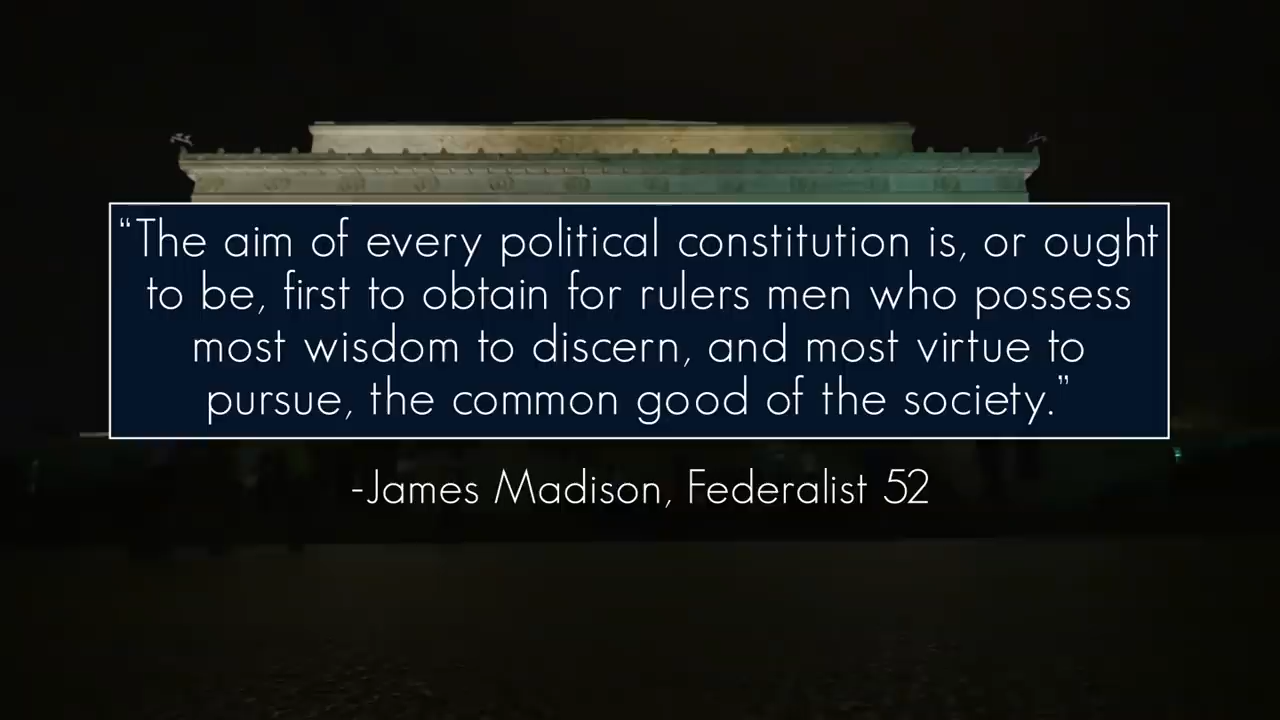 “The aim of every political constitution is, or ought
to be, first to obtain for rulers men who possess
most wisdom to discern, and most virtue to
pursue, the common good of the society.”
-James Madison, Federalist 52